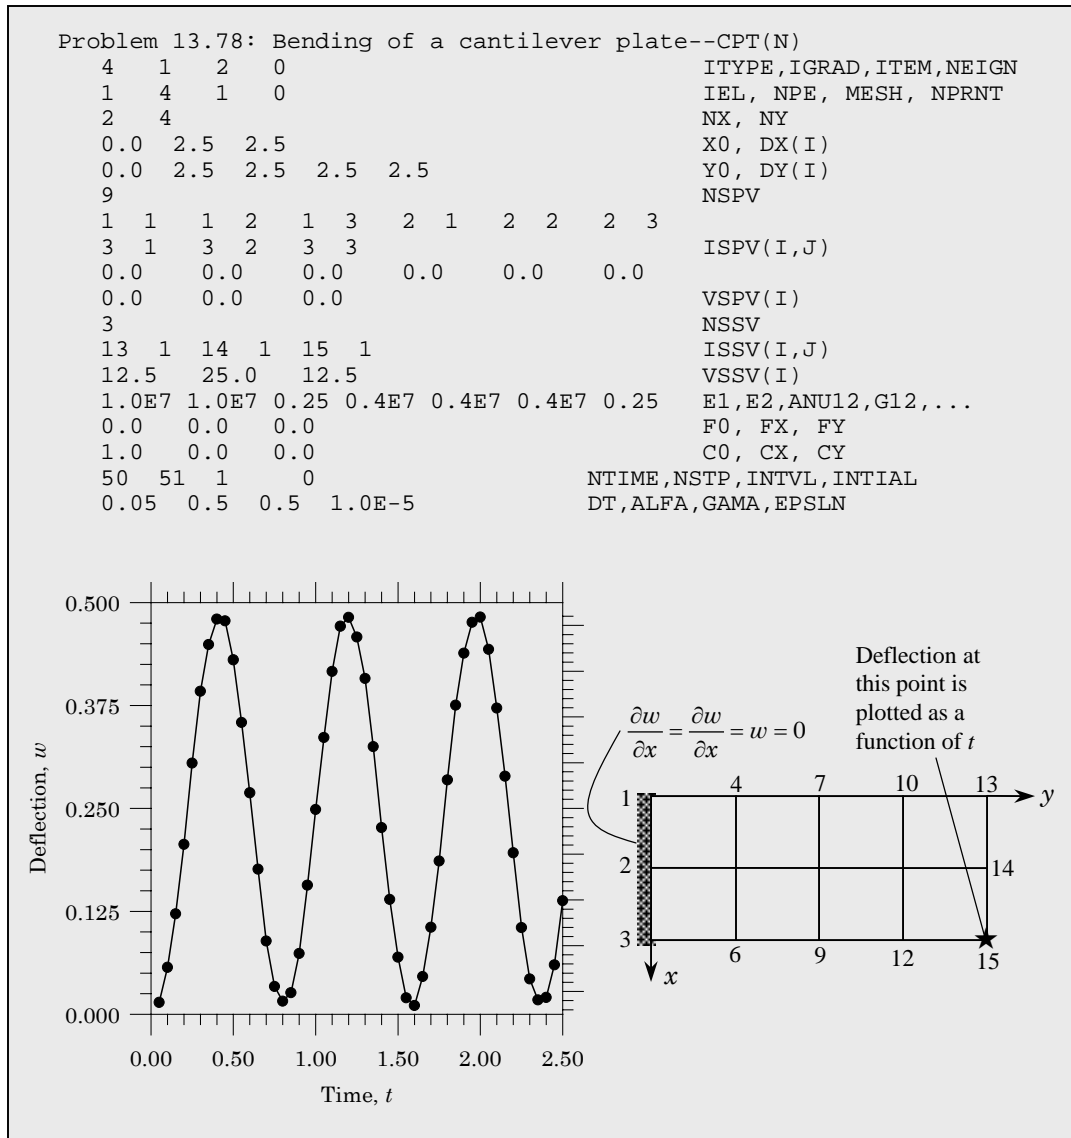 Problem 13.78: Bending of a cantilever plate--CPT(N)
4 1 2 0 ITYPE,IGRAD,ITEM,NEIGN
1 4 1 0 IEL, NPE, MESH, NPRNT
2 4 NX, NY
0.0 2.5 2.5 X0, DX(I)
0.0 2.5 2.5 2.5 2.5 Y0, DY(I)
9 NSPV
1 1 1 2 1 3 2 1 2 2 2 3
3 1 3 2 3 3 ISPV(I,J)
0.0 0.0 0.0 0.0 0.0 0.0
0.0 0.0 0.0 VSPV(I)
3 NSSV
13 1 14 1 15 1 ISSV(I,J)
12.5 25.0 12.5 VSSV(I)
1.0E7 1.0E7 0.25 0.4E7 0.4E7 0.4E7 0.25 E1,E2,ANU12,G12,...
0.0 0.0 0.0 F0, FX, FY
1.0 0.0 0.0 C0, CX, CY
50 51 1 0 NTIME,NSTP,INTVL,INTIAL
0.05 0.5 0.5 1.0E-5 DT,ALFA,GAMA,EPSLN
0.500
0.375
0.250
0.125
0.000
Deflection, w
0.00 0.50 1.00 1.50 2.00 2.50
Time, t
Deflection at
this point is
plotted as a
function of t
∂w/∂x = ∂w/∂x = w = 0
1 4 7 10 13 y
2 14
3 6 9 12 15
x